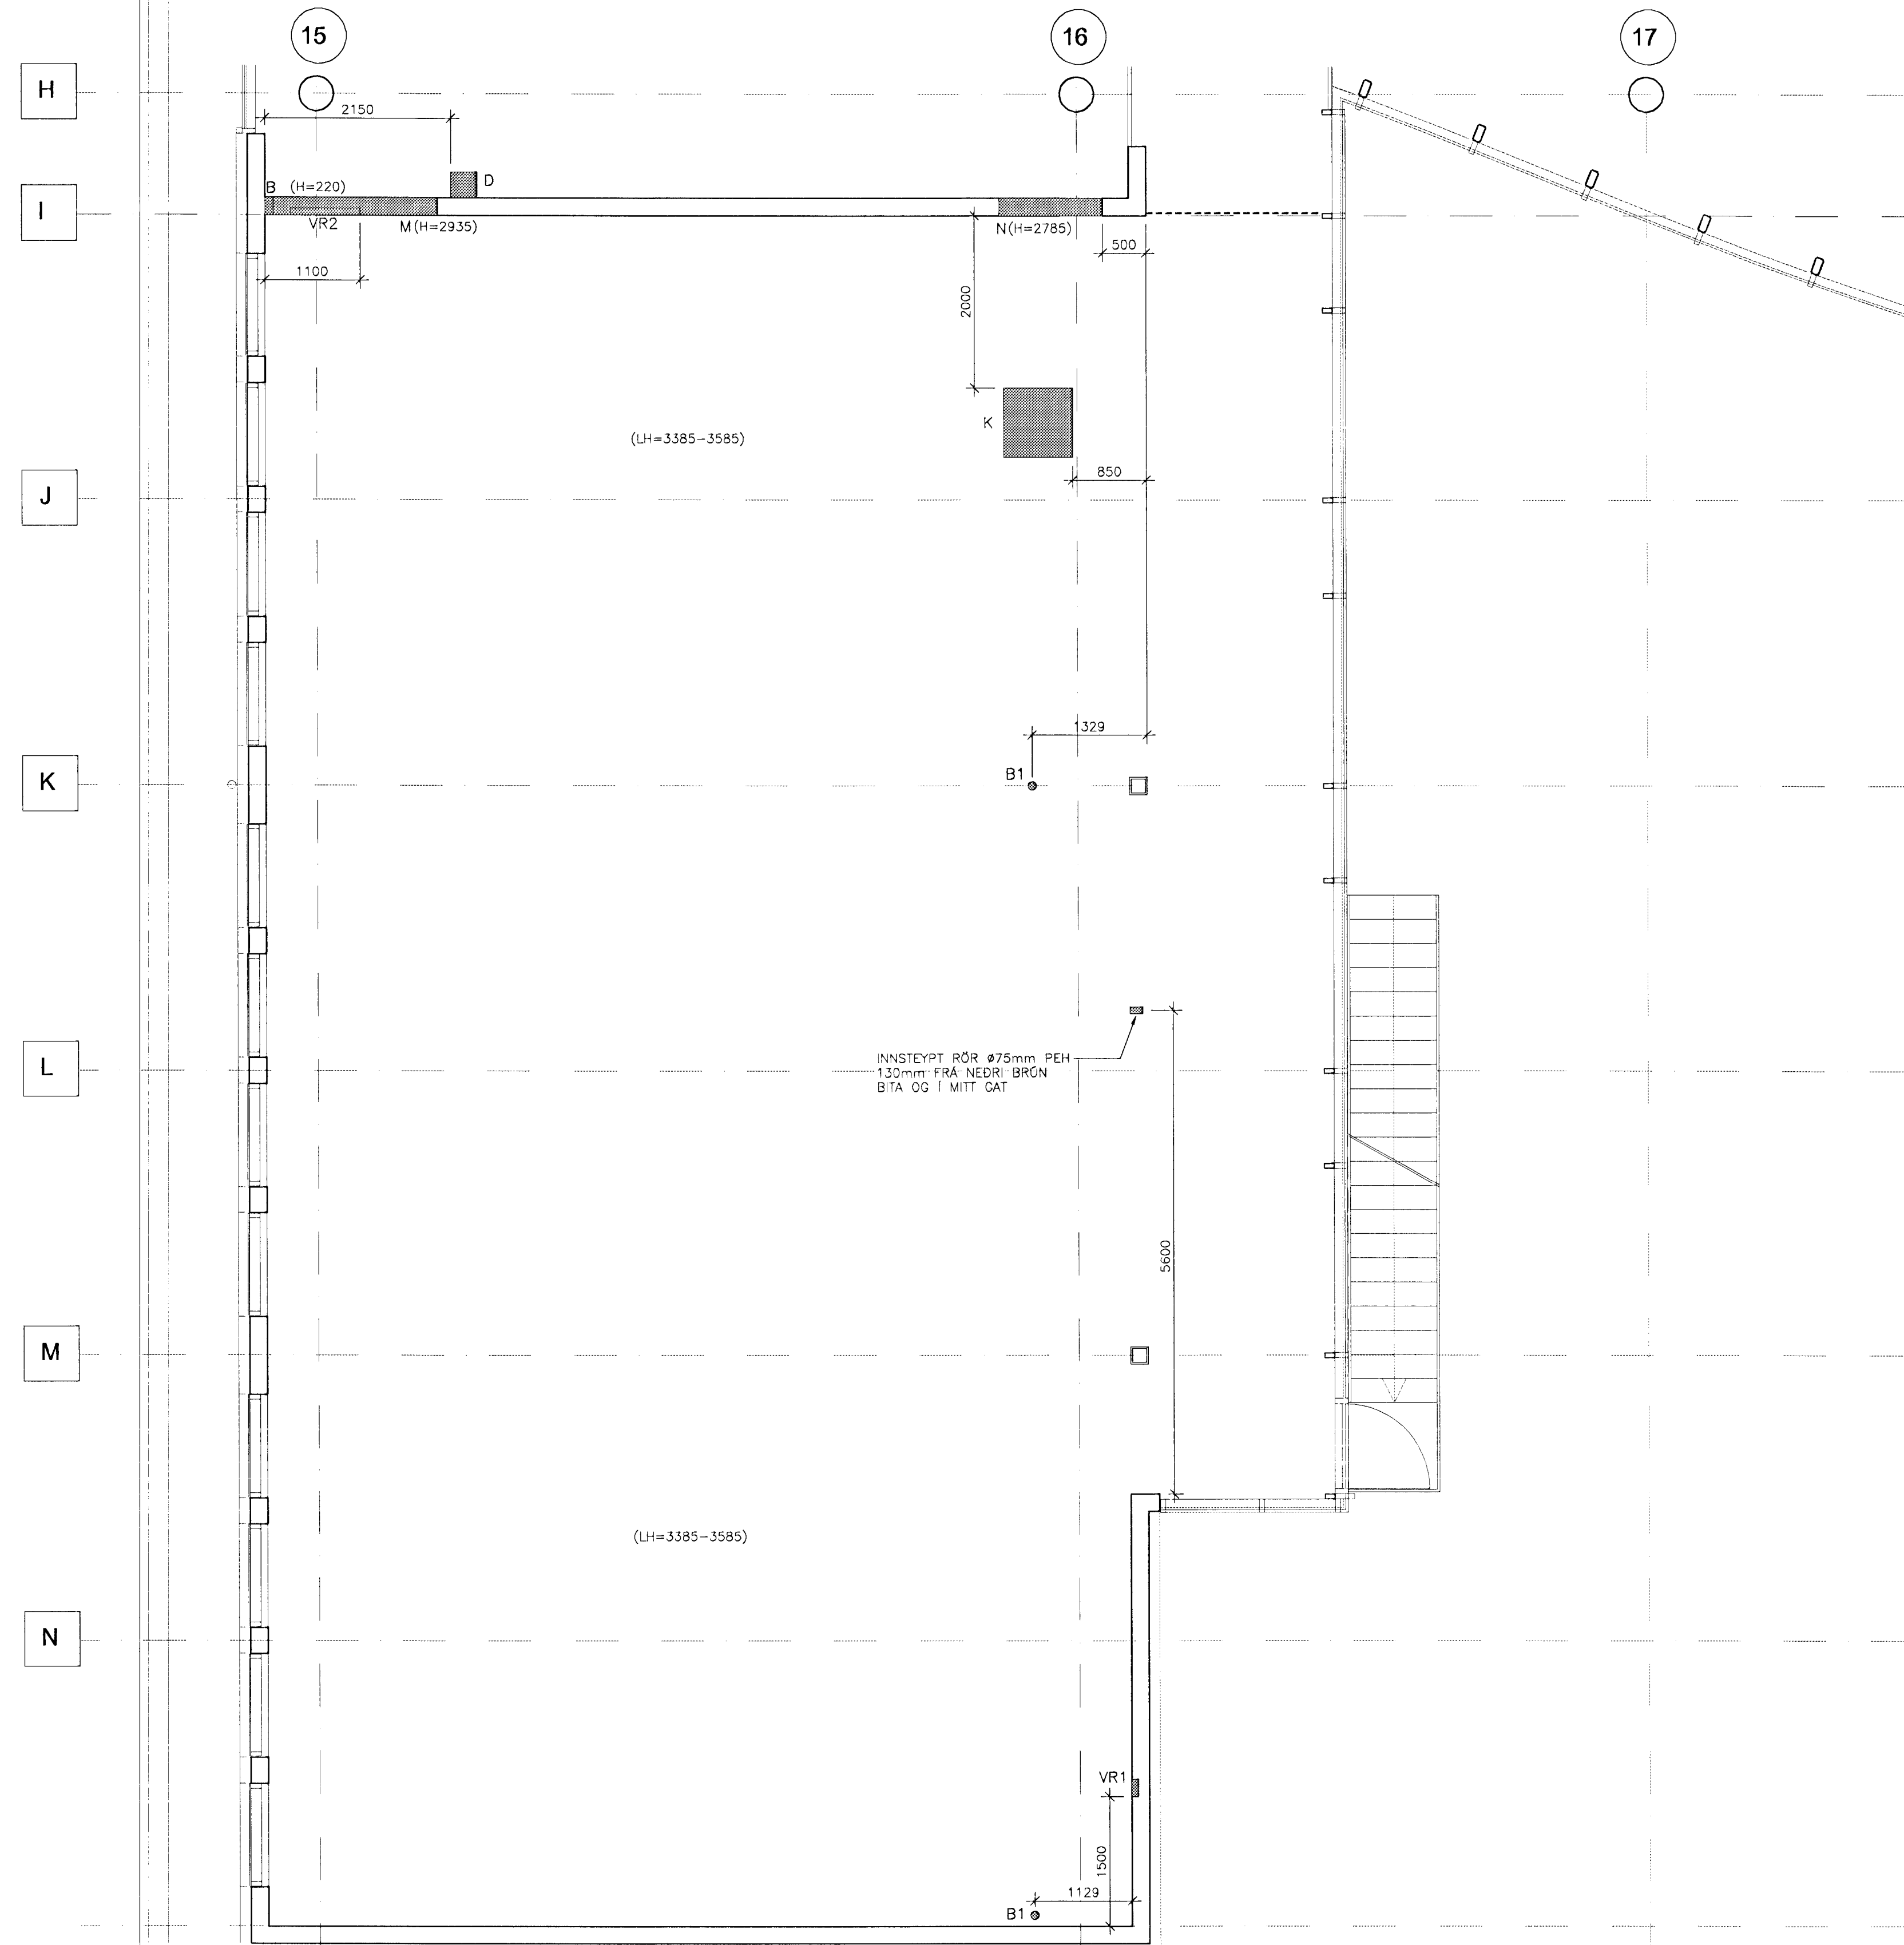 15
16
17
H
2150
D
B
(H=220)
I
VR2
M(H=2935)
N(H=2785)
500
1100
2000
K
(LH=3385-3585)
850
J
1329
B1
K
INNSTEYPT RÖR ø75mm PEH
130mm FRÁ NEÐRI BRÚN
BITA OG Í MITT GAT
L
5600
M
(LH=3385-3585)
N
VR1
1500
1129
B1